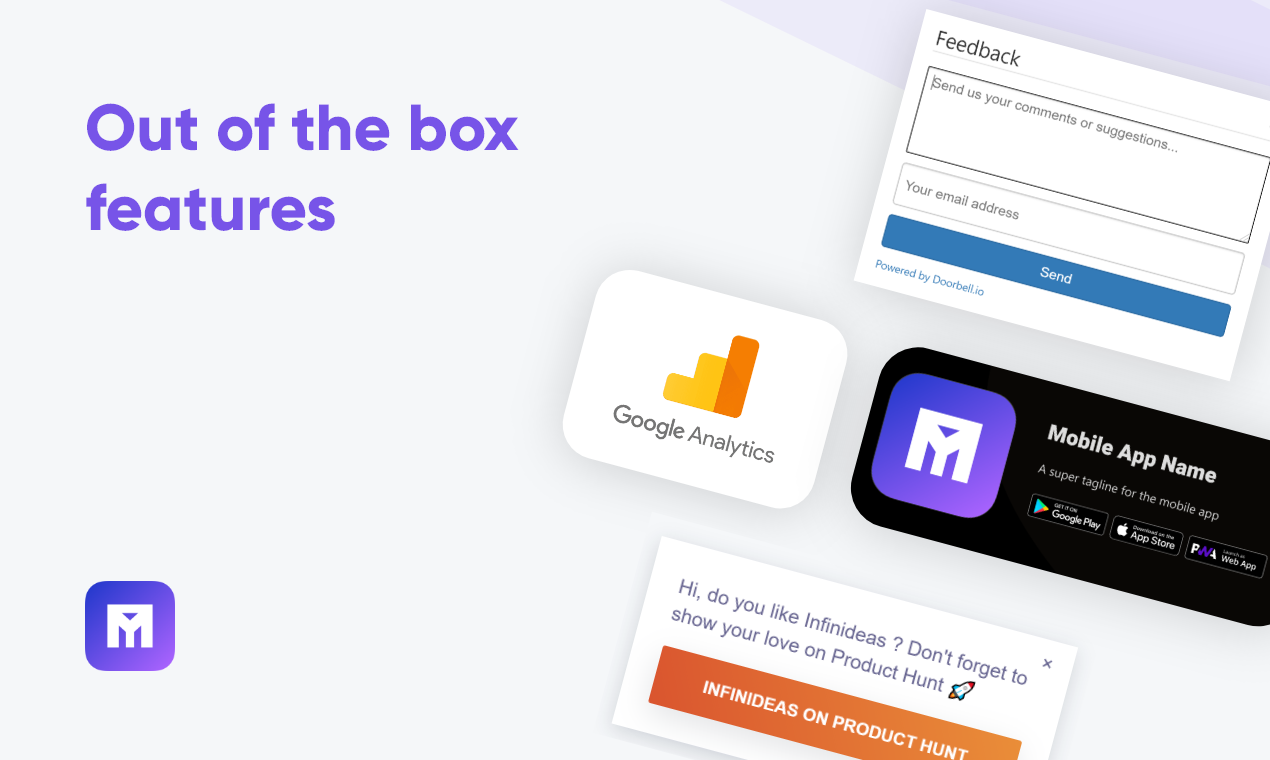 Out of the box
features
Feedback
Send us your comments or suggestions...
Your email address
Send
Powered by Doorbell.io
Google Analytics
Mobile App Name
A super tagline for the mobile app
GET IT ON
Google Play
Download on the
App Store
PWA
Launch as
Web App
Hi, do you like Infinideas ? Don't forget to
show your love on Product Hunt 🚀
×
INFINIDEAS ON PRODUCT HUNT